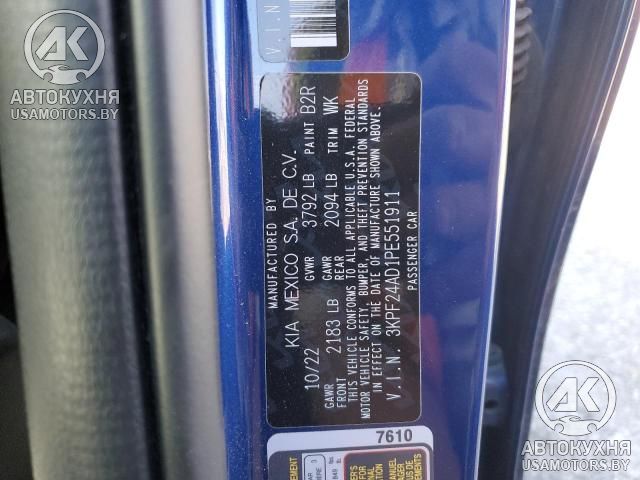 AK
АВТОКУХНЯ
USAMOTORS.BY
V.I.N.
MANUFACTURED BY
KIA MEXICO S.A. DE C.V.
10/22 GVWR 3792 LB PAINT B2R
GAWR FRONT 2183 LB GAWR REAR 2094 LB TRIM WK
THIS VEHICLE CONFORMS TO ALL APPLICABLE U.S.A. FEDERAL
MOTOR VEHICLE SAFETY, BUMPER, AND THEFT PREVENTION STANDARDS
IN EFFECT ON THE DATE OF MANUFACTURE SHOWN ABOVE.
V.I.N. 3KPF24AD1PE551911
PASSENGER CAR
7610
AK
АВТОКУХНЯ
USAMOTORS.BY